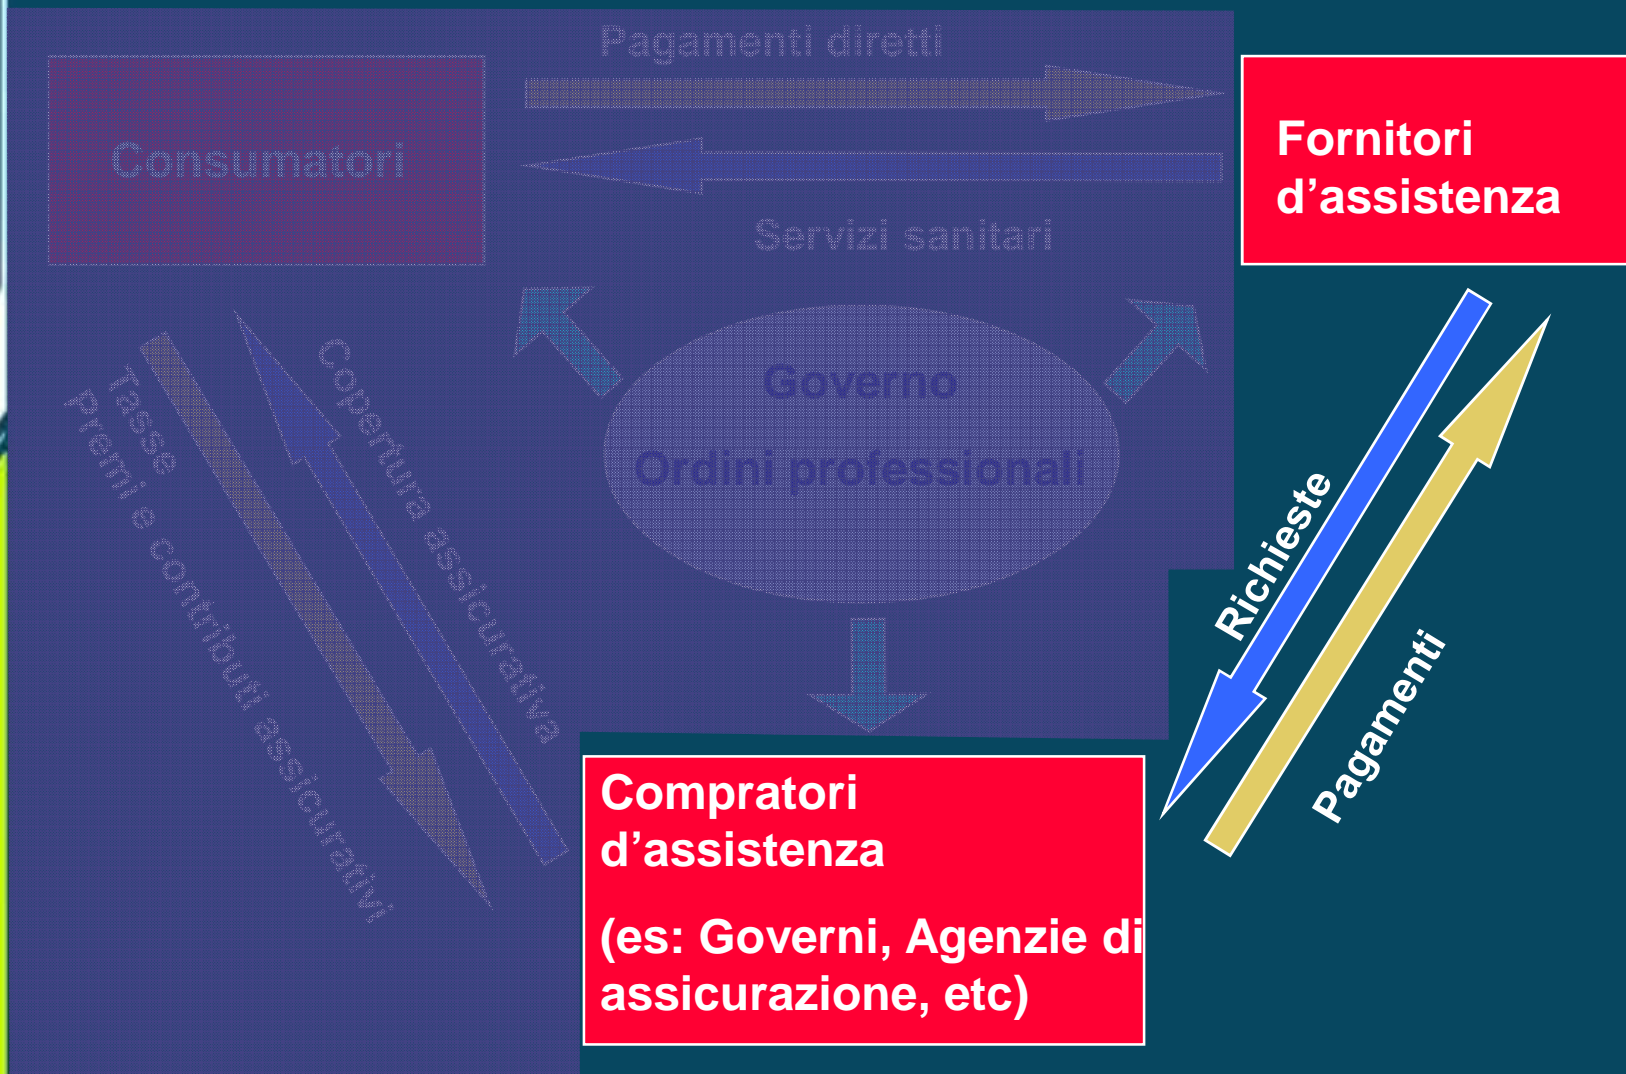 Pagamenti diretti
Consumatori
Fornitori
d’assistenza
Servizi sanitari
Governo
Ordini professionali
Tasse
Premi e contributi assicurativi
Copertura assicurativa
Richieste
Pagamenti
Compratori
d’assistenza
(es: Governi, Agenzie di
assicurazione, etc)